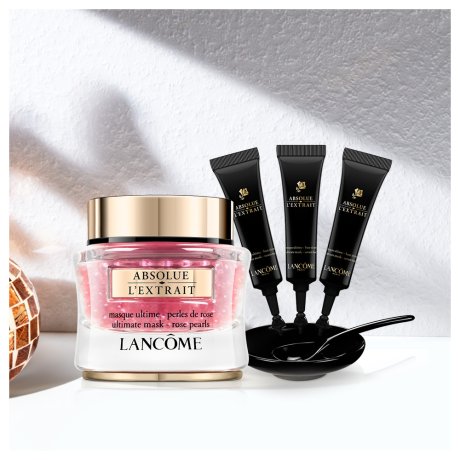 ABSOLUE
L'EXTRAIT
masque ultime - perles de rose
ultimate mask - rose pearls
LANCÔME
ABSOLUE
L'EXTRAIT
LANCÔME
ABSOLUE
L'EXTRAIT
LANCÔME
ABSOLUE
L'EXTRAIT
LANCÔME